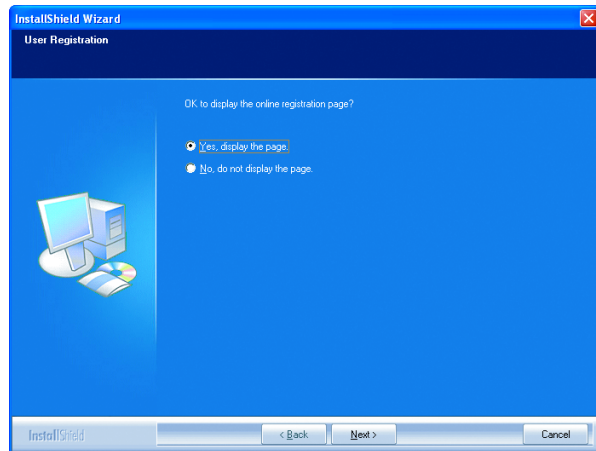 InstallShield Wizard
User Registration
OK to display the online registration page?
Yes, display the page.
No, do not display the page.
InstallShield
< Back Next > Cancel